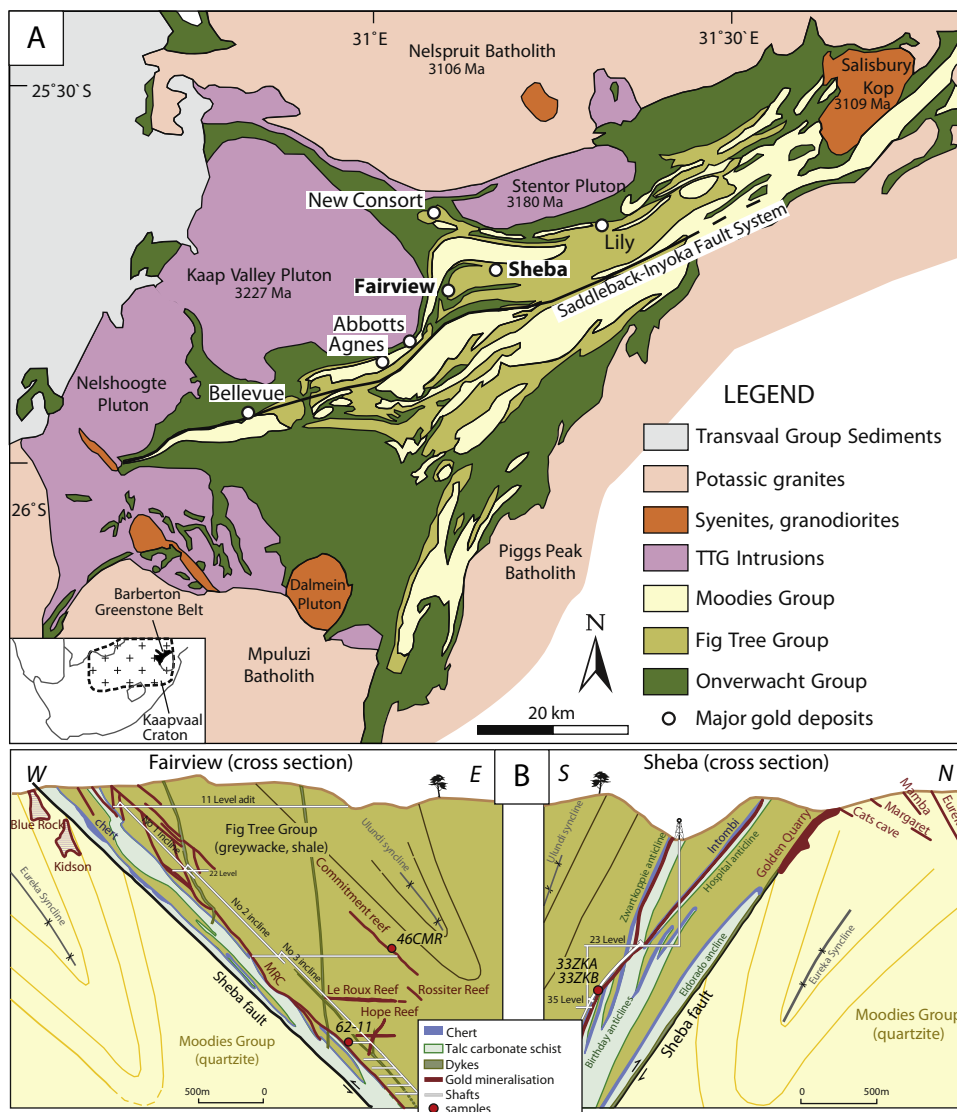 A
31°E
31°30`E
25°30`S
26°S
Nelspruit Batholith
3106 Ma
Salisbury
Kop
3109 Ma
Stentor Pluton
3180 Ma
New Consort
Lily
Kaap Valley Pluton
3227 Ma
Sheba
Fairview
Saddleback-Inyoka Fault System
Abbotts
Agnes
Nelshoogte
Pluton
Bellevue
Piggs Peak
Batholith
Dalmein
Pluton
Mpuluzi
Batholith
Barberton
Greenstone Belt
Kaapvaal
Craton
N
20 km
LEGEND
Transvaal Group Sediments
Potassic granites
Syenites, granodiorites
TTG Intrusions
Moodies Group
Fig Tree Group
Onverwacht Group
Major gold deposits
W
Fairview (cross section)
E
B
S
Sheba (cross section)
N
11 Level adit
Blue Rock
Kidson
Chert
No 1 incline
Fig Tree Group
(greywacke, shale)
Ulundi syncline
22 Level
Commitment reef
No 2 incline
46CMR
No 3 incline
Eureka Syncline
MRC
Le Roux Reef
Rossiter Reef
Hope Reef
Sheba fault
62-11
Moodies Group
(quartzite)
500m
0
Chert
Talc carbonate schist
Dykes
Gold mineralisation
Shafts
samples
Ulundi syncline
Zwartkoppie anticline
Intombi
Hospital anticline
Golden Quarry
Mamba
Margaret
Cats cave
Eureka
23 Level
33ZKA
33ZKB
35 Level
Birthday anticlines
Eldorado ancline
Sheba fault
Eureka Syncline
Moodies Group
(quartzite)
0
500m